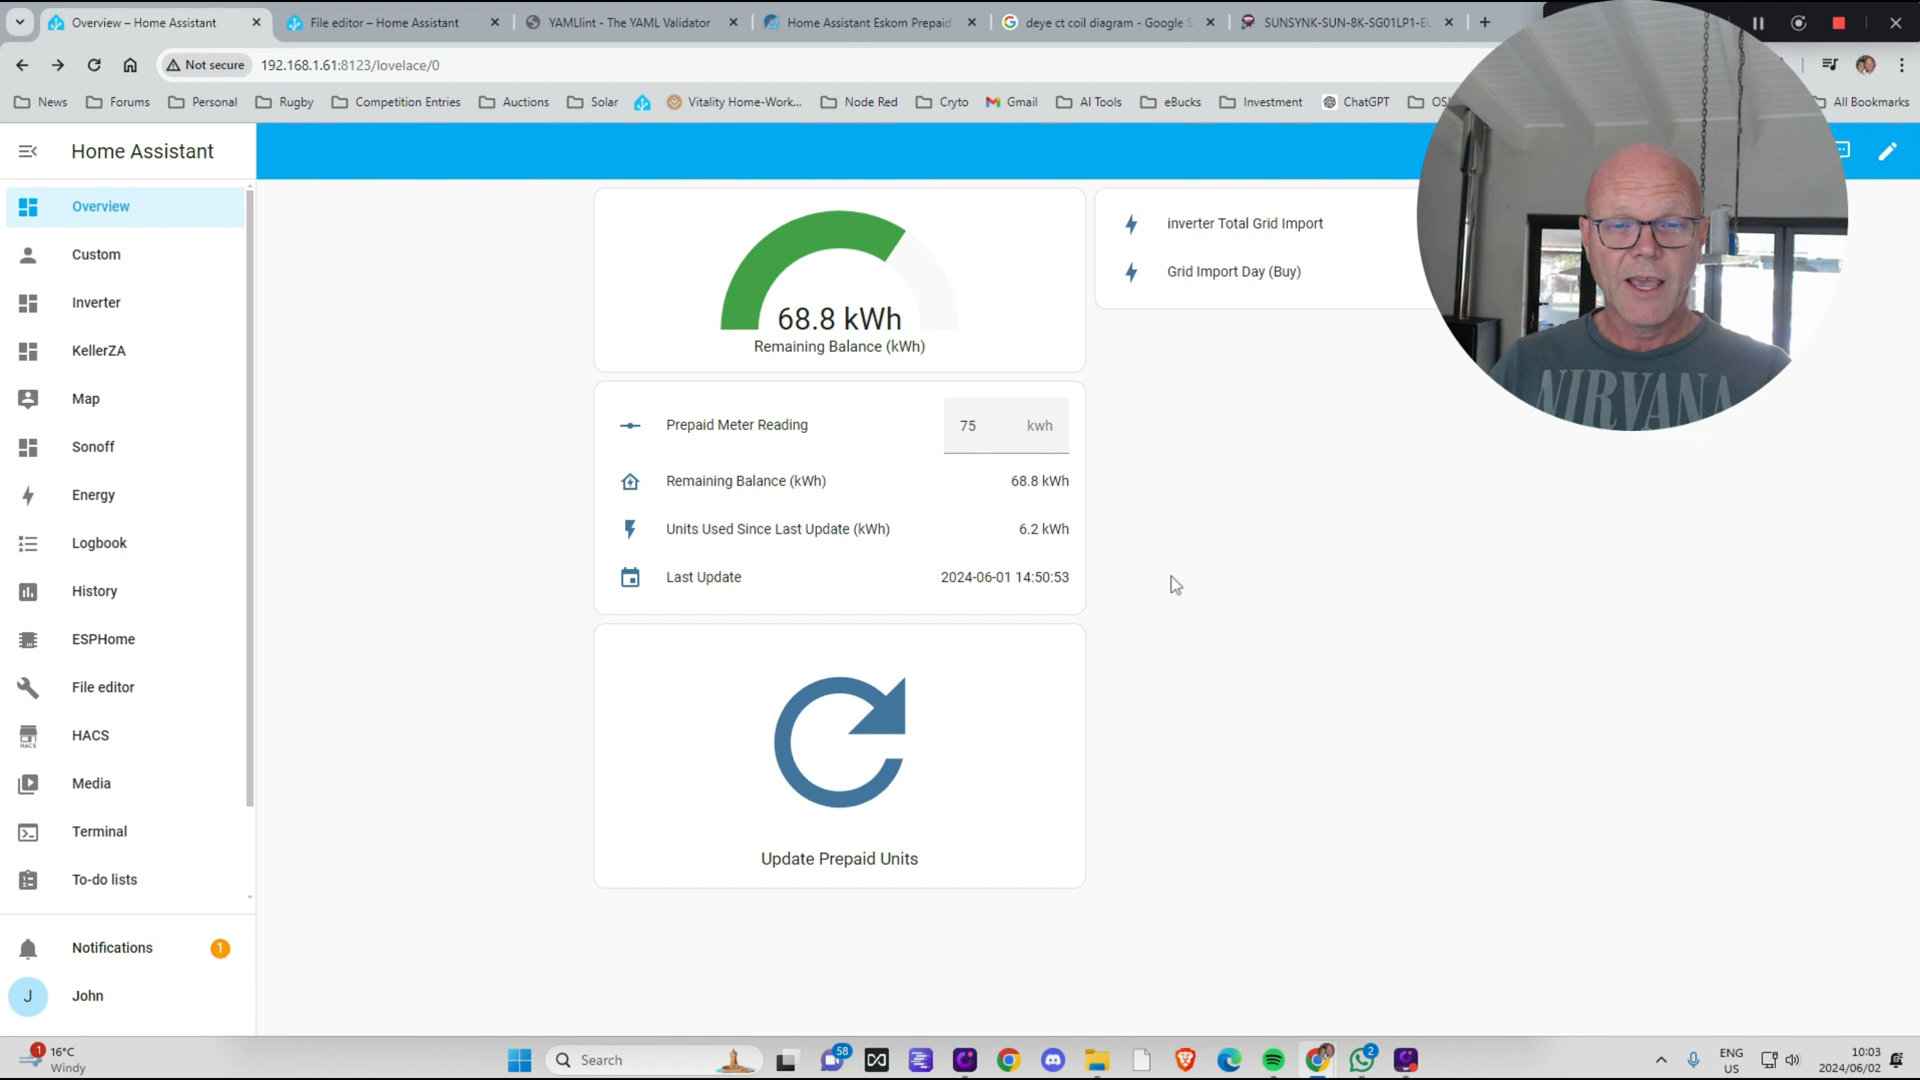 Overview – Home Assistant
File editor – Home Assistant
YAMLlint - The YAML Validator
Home Assistant Eskom Prepaid
deye ct coil diagram - Google S
SUNSYNK-SUN-8K-SG01LP1-EU
Not secure
192.168.1.61:8123/lovelace/0
News
Forums
Personal
Rugby
Competition Entries
Auctions
Solar
Vitality Home-Work...
Node Red
Cryto
Gmail
AI Tools
eBucks
Investment
ChatGPT
All Bookmarks
Home Assistant
Overview
Custom
Inverter
KellerZA
Map
Sonoff
Energy
Logbook
History
ESPHome
File editor
HACS
HACS
Media
Terminal
To-do lists
Notifications
1
J
John
68.8 kWh
Remaining Balance (kWh)
Prepaid Meter Reading
75 kwh
Remaining Balance (kWh)
68.8 kWh
Units Used Since Last Update (kWh)
6.2 kWh
Last Update
2024-06-01 14:50:53
Update Prepaid Units
inverter Total Grid Import
Grid Import Day (Buy)
NIRVANA
1
16°C
Windy
Search
58
2
ENG
US
10:03
2024/06/02